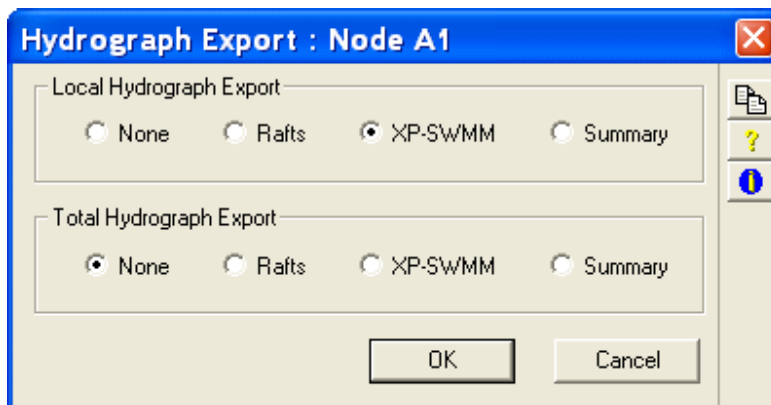 Hydrograph Export : Node A1
Local Hydrograph Export
None Rafts XP-SWMM Summary
?
i
Total Hydrograph Export
None Rafts XP-SWMM Summary
OK Cancel